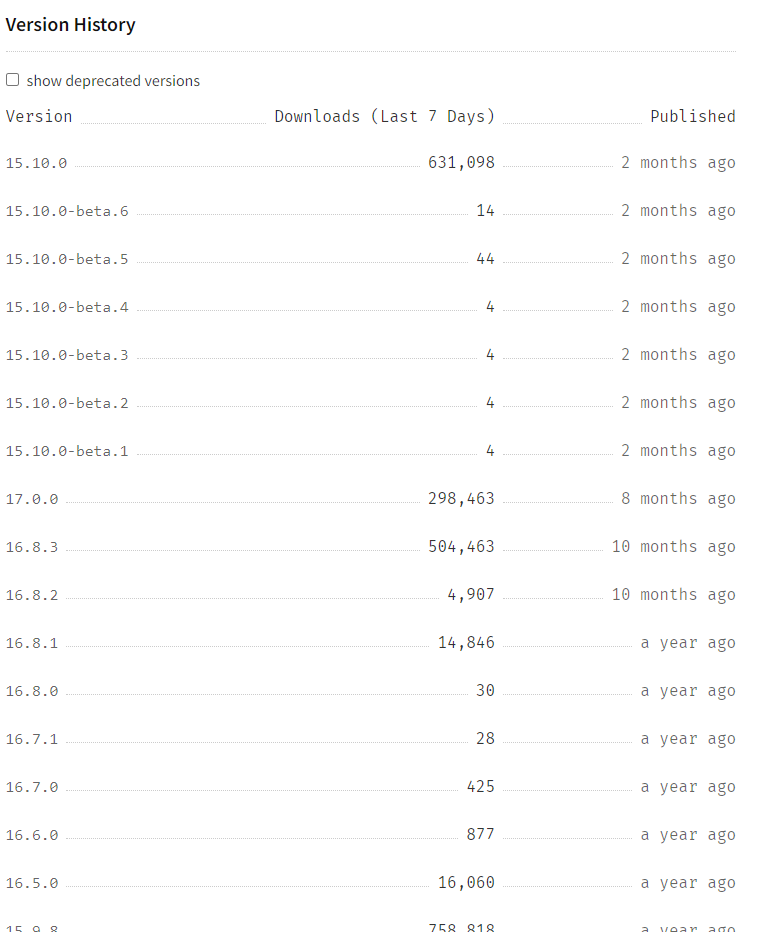 Version History
show deprecated versions
Version Downloads (Last 7 Days) Published
15.10.0 631,098 2 months ago
15.10.0-beta.6 14 2 months ago
15.10.0-beta.5 44 2 months ago
15.10.0-beta.4 4 2 months ago
15.10.0-beta.3 4 2 months ago
15.10.0-beta.2 4 2 months ago
15.10.0-beta.1 4 2 months ago
17.0.0 298,463 8 months ago
16.8.3 504,463 10 months ago
16.8.2 4,907 10 months ago
16.8.1 14,846 a year ago
16.8.0 30 a year ago
16.7.1 28 a year ago
16.7.0 425 a year ago
16.6.0 877 a year ago
16.5.0 16,060 a year ago
15.9.8 758,818 a year ago